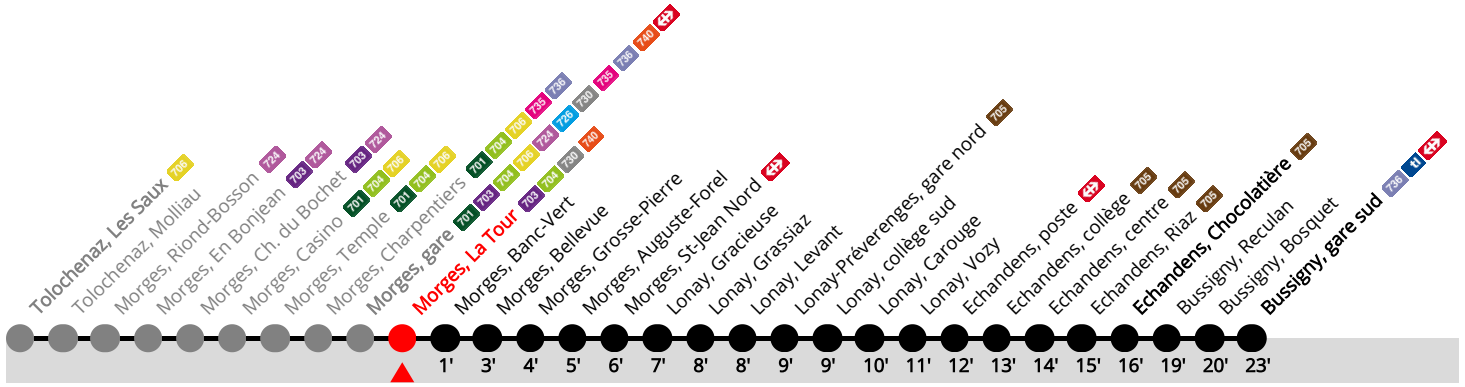 Tolochenaz, Les Saux 706
Tolochenaz, Molliau
Morges, Riond-Bosson 724
Morges, En Bonjean 703 724
Morges, Ch. du Bochet 703 724
Morges, Casino 701 704 706
Morges, Temple 701 704 706
Morges, Charpentiers 701 704 706 735 736
Morges, gare 701 703 704 706 724 726 730 735 736 740
Morges, La Tour 703 704 730 740
Morges, Banc-Vert
Morges, Bellevue
Morges, Grosse-Pierre
Morges, Auguste-Forel
Morges, St-Jean Nord
Lonay, Gracieuse
Lonay, Grassiaz
Lonay, Levant
Lonay-Préverenges, gare nord 705
Lonay, collège sud
Lonay, Carouge
Lonay, Vozy
Echandens, poste
Echandens, collège 705
Echandens, centre 705
Echandens, Riaz 705
Echandens, Chocolatière 705
Bussigny, Reculan
Bussigny, Bosquet
Bussigny, gare sud 736 tl
1' 3' 4' 5' 6' 7' 8' 8' 9' 9' 10' 11' 12' 13' 14' 15' 16' 19' 20' 23'